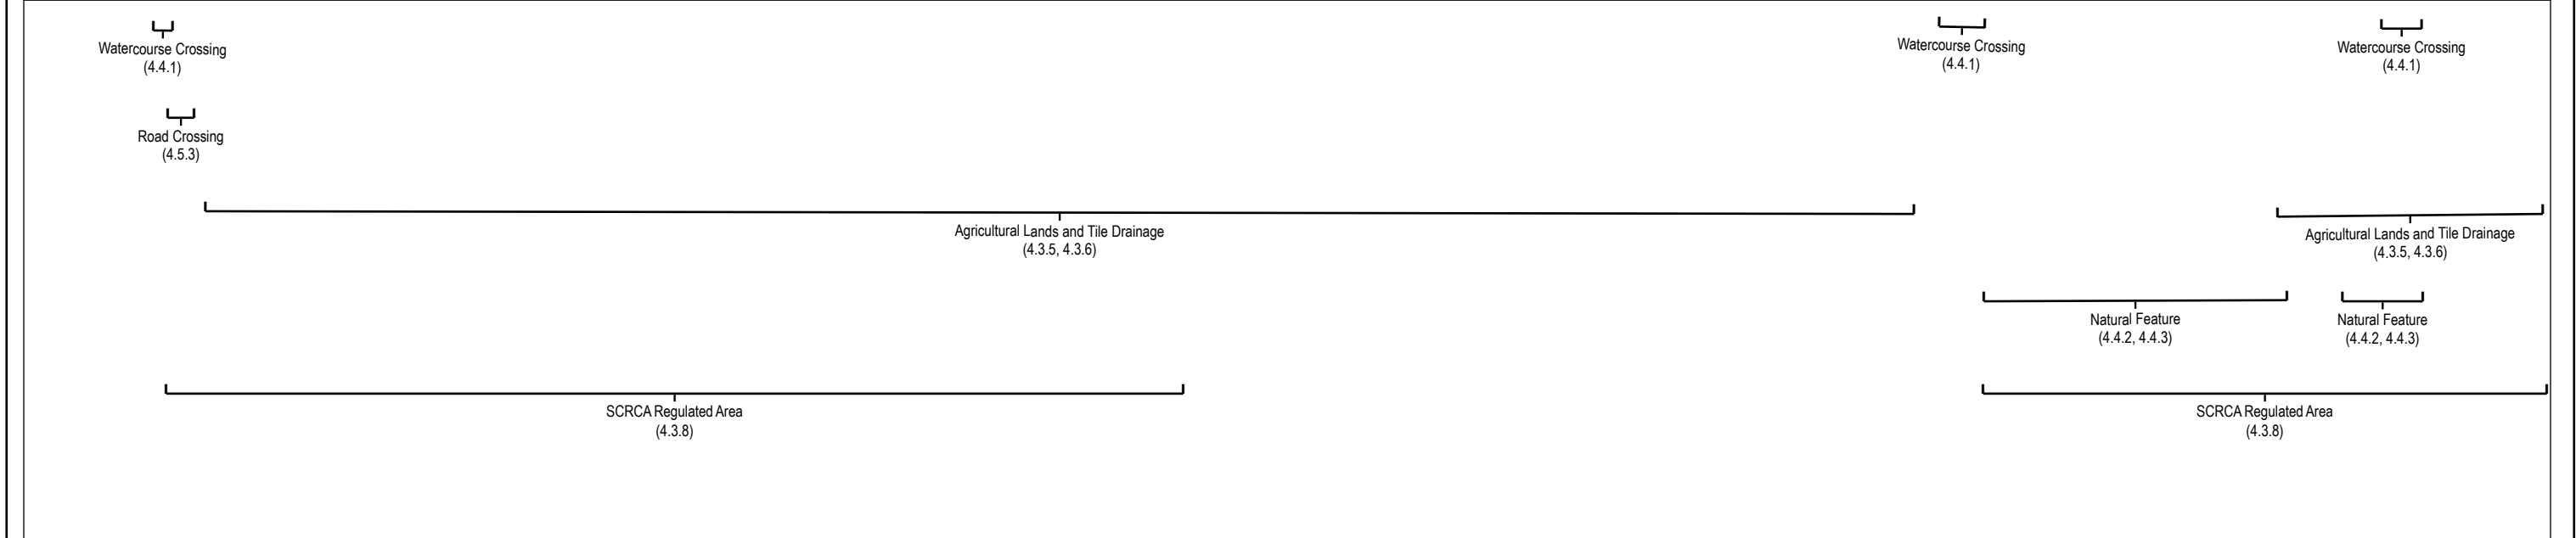 Watercourse Crossing
(4.4.1)
Watercourse Crossing
(4.4.1)
Watercourse Crossing
(4.4.1)
Road Crossing
(4.5.3)
Agricultural Lands and Tile Drainage
(4.3.5, 4.3.6)
Agricultural Lands and Tile Drainage
(4.3.5, 4.3.6)
Natural Feature
(4.4.2, 4.4.3)
Natural Feature
(4.4.2, 4.4.3)
SCRCA Regulated Area
(4.3.8)
SCRCA Regulated Area
(4.3.8)